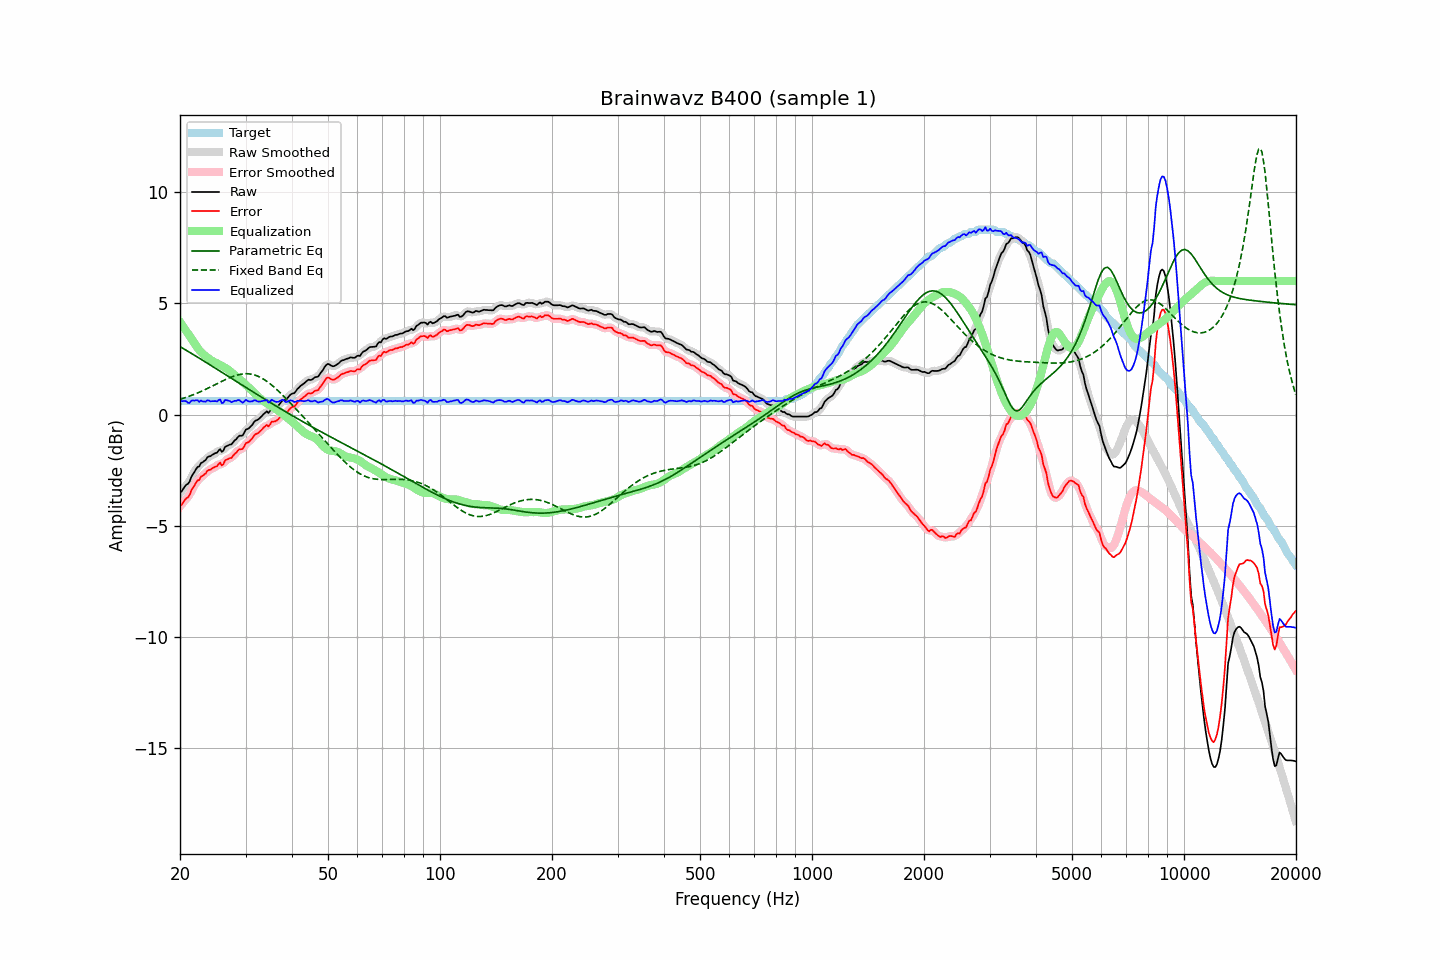 Brainwavz B400 (sample 1)
Target
Raw Smoothed
Error Smoothed
Raw
Error
Equalization
Parametric Eq
Fixed Band Eq
Equalized
Amplitude (dBr)
10
5
0
−5
−10
−15
20
50
100
200
500
1000
2000
5000
10000
20000
Frequency (Hz)